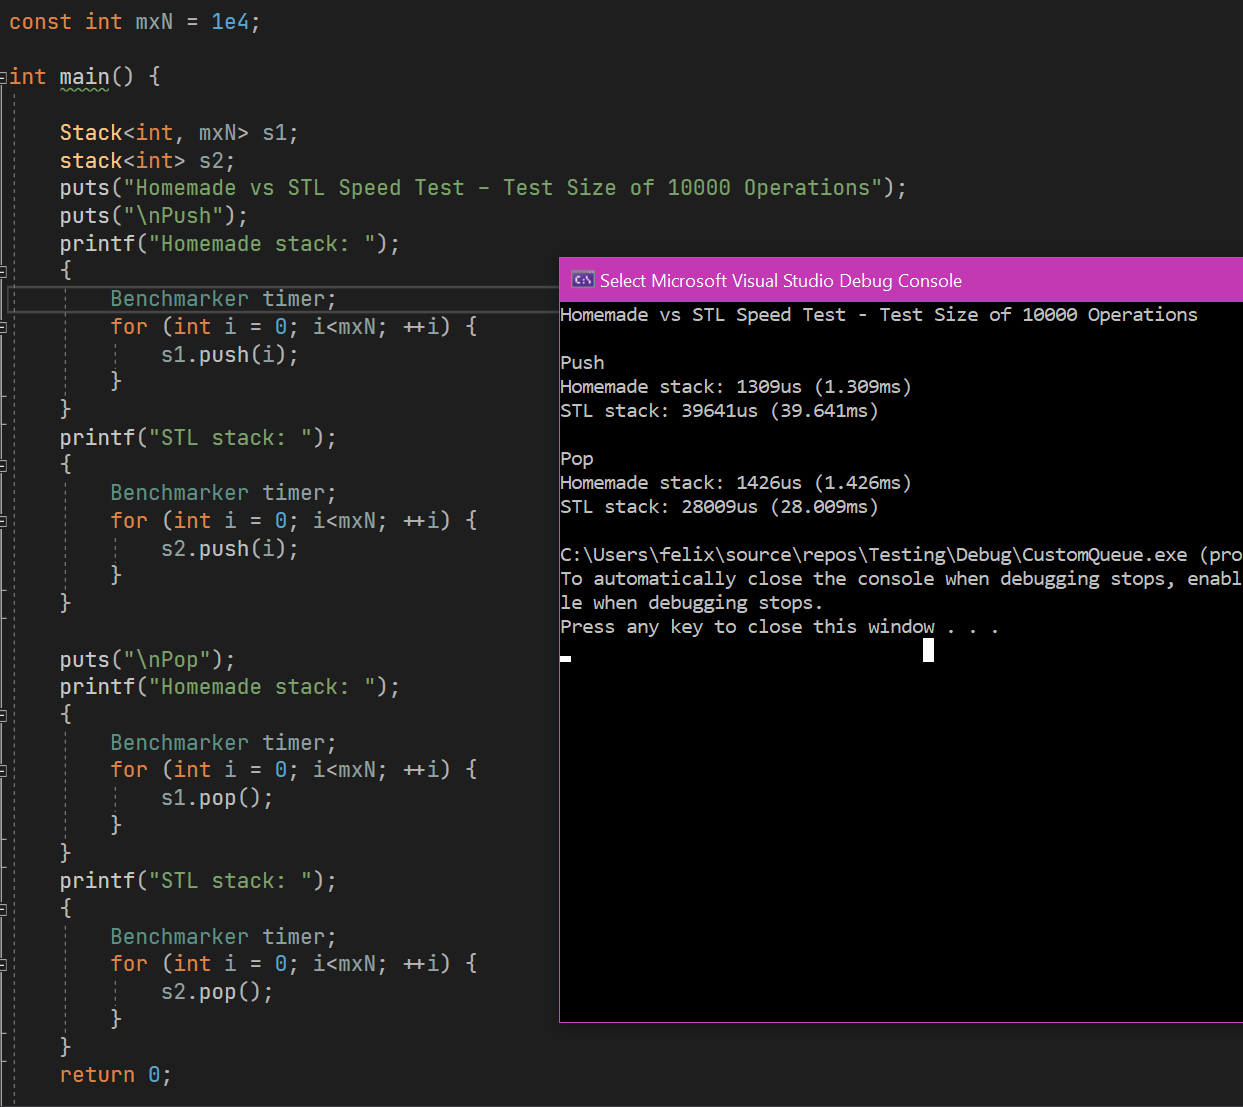 const int mxN = 1e4;
int main() {
Stack<int, mxN> s1;
stack<int> s2;
puts("Homemade vs STL Speed Test - Test Size of 10000 Operations");
puts("\nPush");
printf("Homemade stack: ");
{
Benchmarker timer;
for (int i = 0; i<mxN; ++i) {
s1.push(i);
}
}
printf("STL stack: ");
{
Benchmarker timer;
for (int i = 0; i<mxN; ++i) {
s2.push(i);
}
}
puts("\nPop");
printf("Homemade stack: ");
{
Benchmarker timer;
for (int i = 0; i<mxN; ++i) {
s1.pop();
}
}
printf("STL stack: ");
{
Benchmarker timer;
for (int i = 0; i<mxN; ++i) {
s2.pop();
}
}
return 0;
C:\ Select Microsoft Visual Studio Debug Console
Homemade vs STL Speed Test - Test Size of 10000 Operations
Push
Homemade stack: 1309us (1.309ms)
STL stack: 39641us (39.641ms)
Pop
Homemade stack: 1426us (1.426ms)
STL stack: 28009us (28.009ms)
C:\Users\felix\source\repos\Testing\Debug\CustomQueue.exe (pro
To automatically close the console when debugging stops, enabl
le when debugging stops.
Press any key to close this window . . .